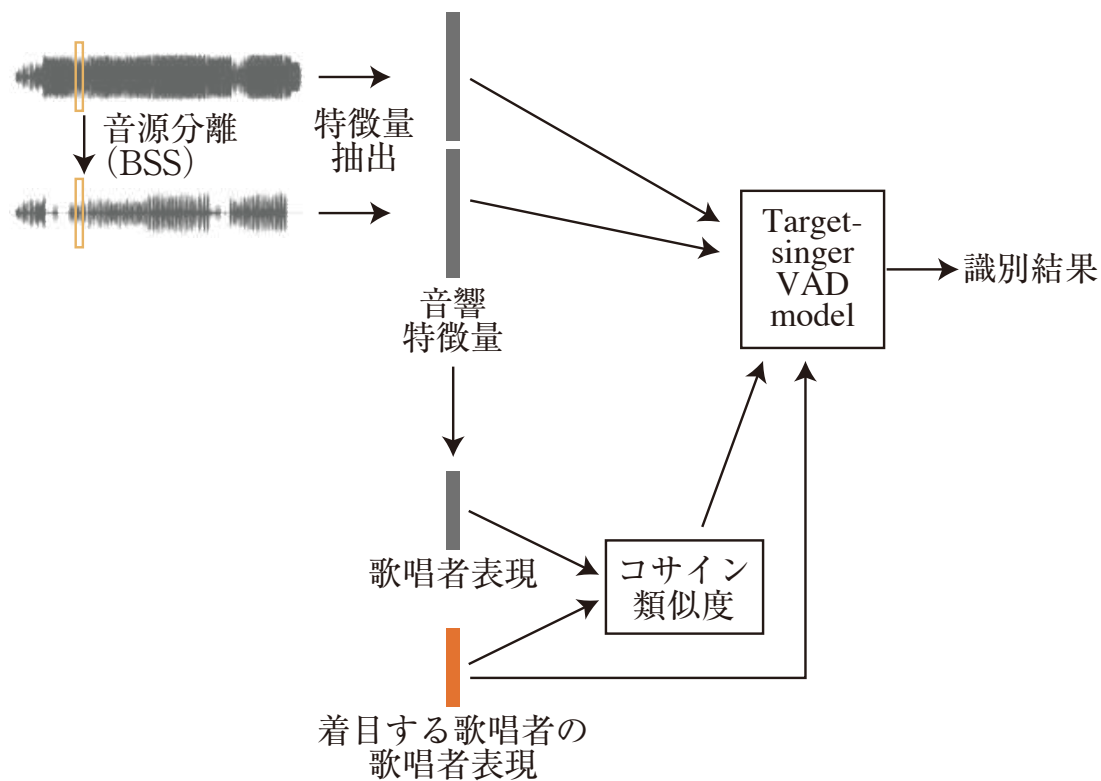 音源分離
(BSS)
特徴量
抽出
音響
特徴量
Target-
singer
VAD
model
識別結果
歌唱者表現
コサイン
類似度
着目する歌唱者の
歌唱者表現